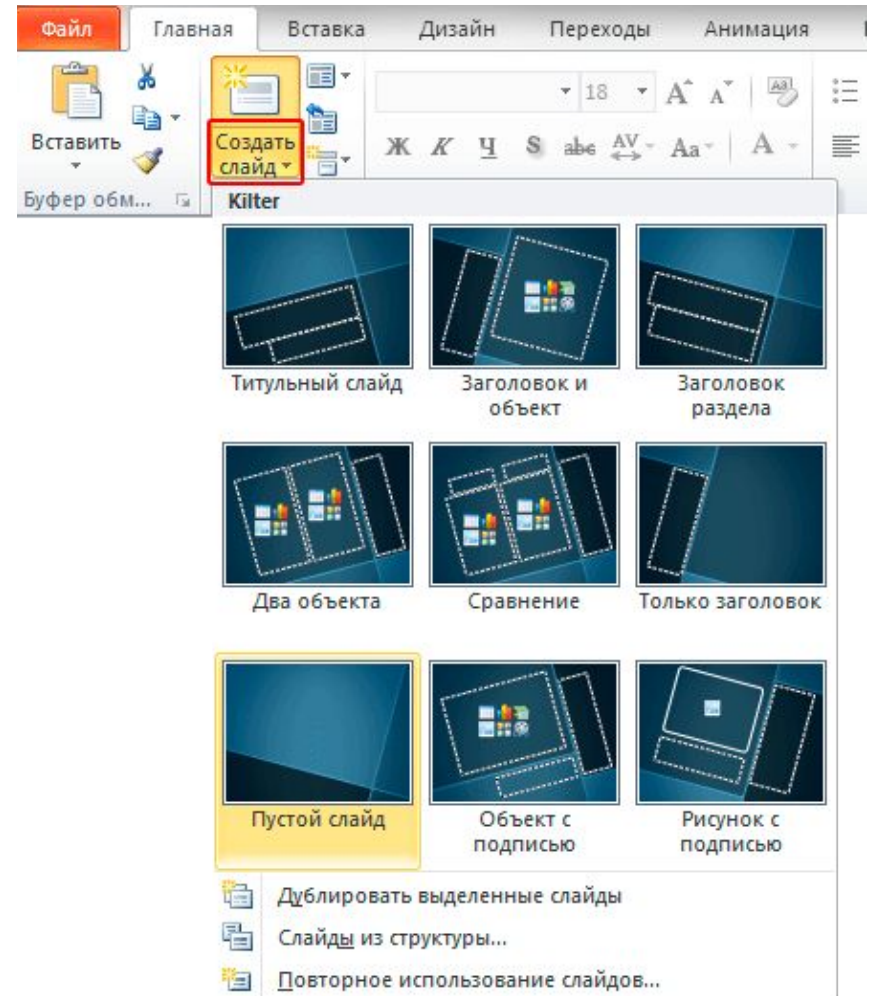 Файл Главная Вставка Дизайн Переходы Анимация
18 A A Aa
Вставить
Создать слайд
Ж К Ч S abc AV Aa A
Буфер обм...
Kilter
Титульный слайд
Заголовок и объект
Заголовок раздела
Два объекта
Сравнение
Только заголовок
Пустой слайд
Объект с подписью
Рисунок с подписью
Дублировать выделенные слайды
Слайды из структуры...
Повторное использование слайдов...